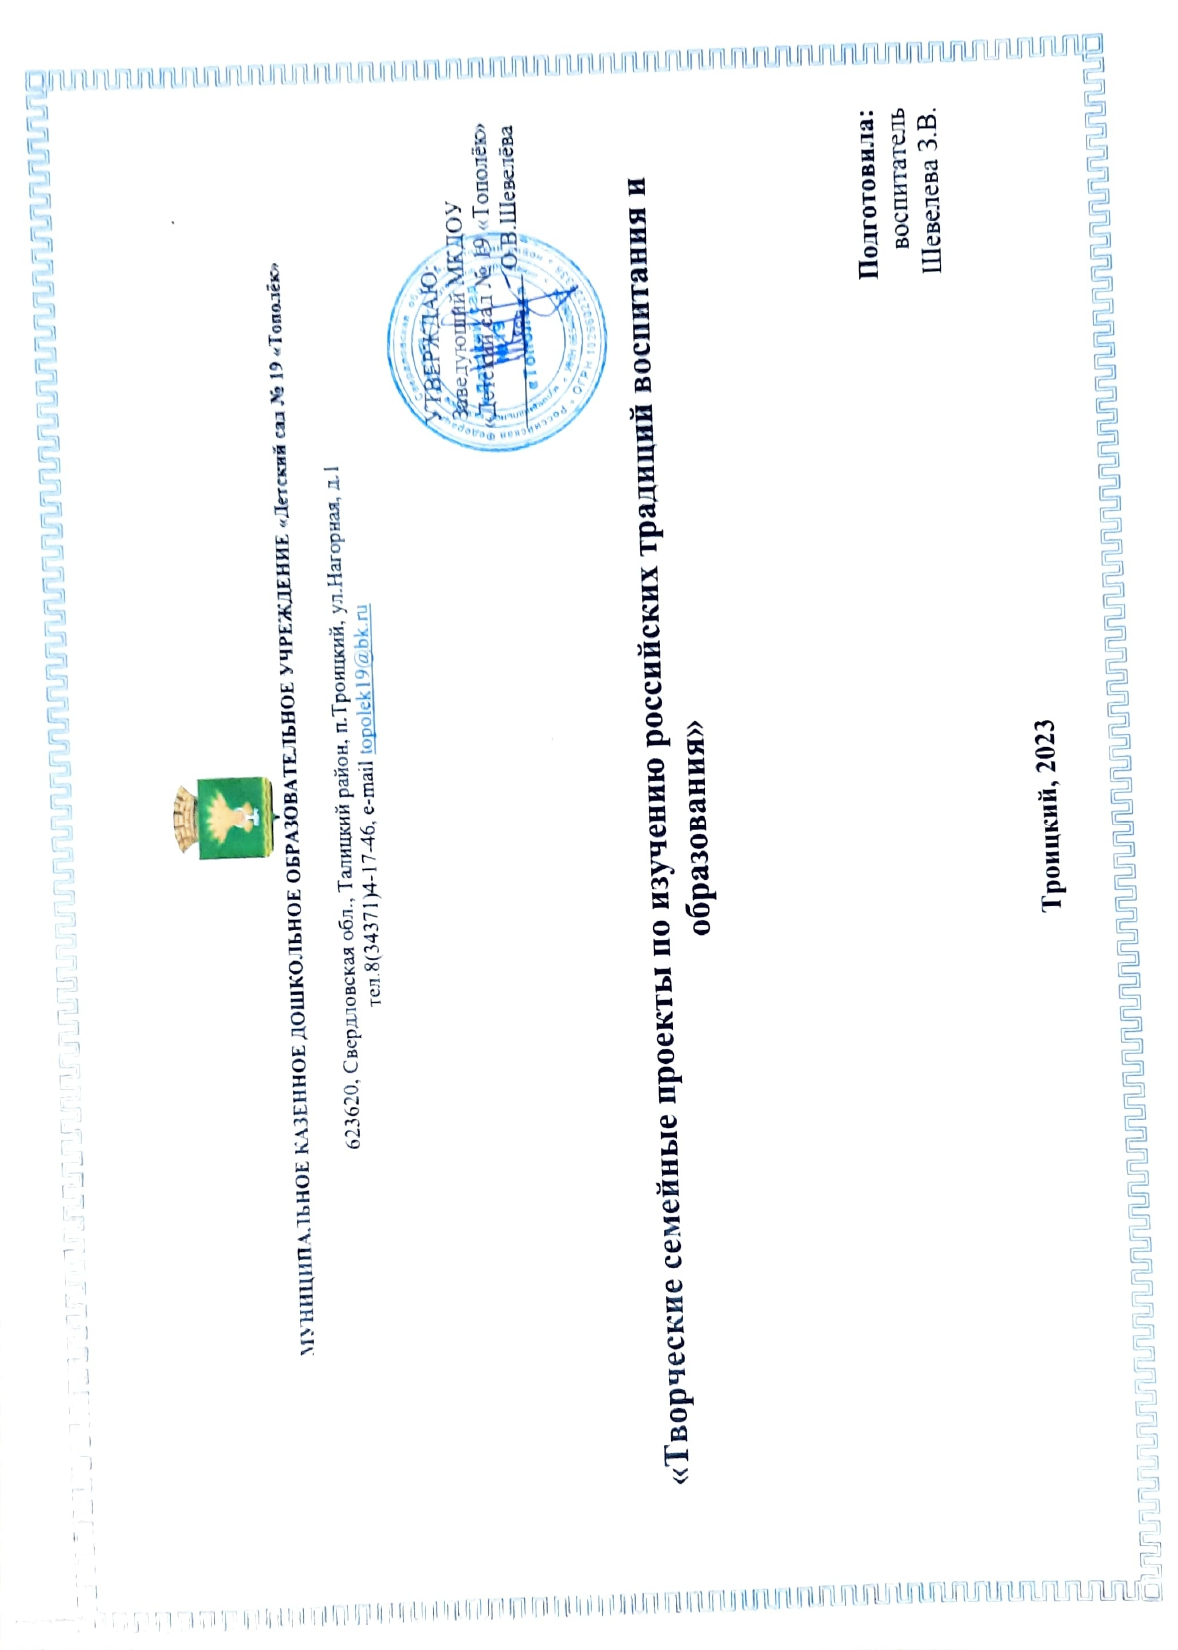 МУНИЦИПАЛЬНОЕ КАЗЕННОЕ ДОШКОЛЬНОЕ ОБРАЗОВАТЕЛЬНОЕ УЧРЕЖДЕНИЕ «Детский сад № 19 «Тополёк»
623620, Свердловская обл., Талицкий район, п.Троицкий, ул.Нагорная, д.1
тел.8(34371)4-17-46, e-mail topolek19@bk.ru
УТВЕРЖДАЮ:
Заведующий МКДОУ
«Детский сад № 19 «Тополёк»
О.В.Шевелёва
«Творческие семейные проекты по изучению российских традиций воспитания и
образования»
Подготовила:
воспитатель
Шевелева З.В.
Троицкий, 2023